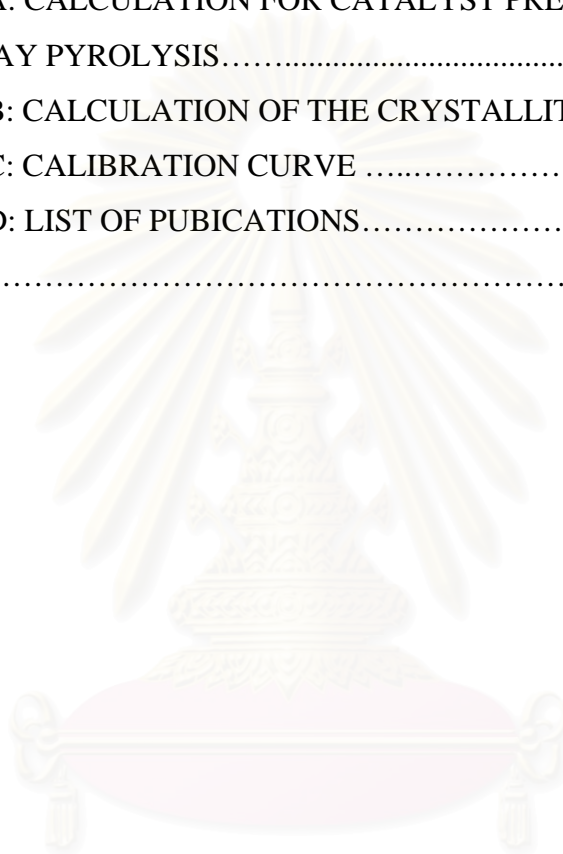 A: CALCULATION FOR CATALYST PRE
AY PYROLYSIS…….................................
B: CALCULATION OF THE CRYSTALLIT
C: CALIBRATION CURVE …..……………
D: LIST OF PUBICATIONS……………….
………………………………………………